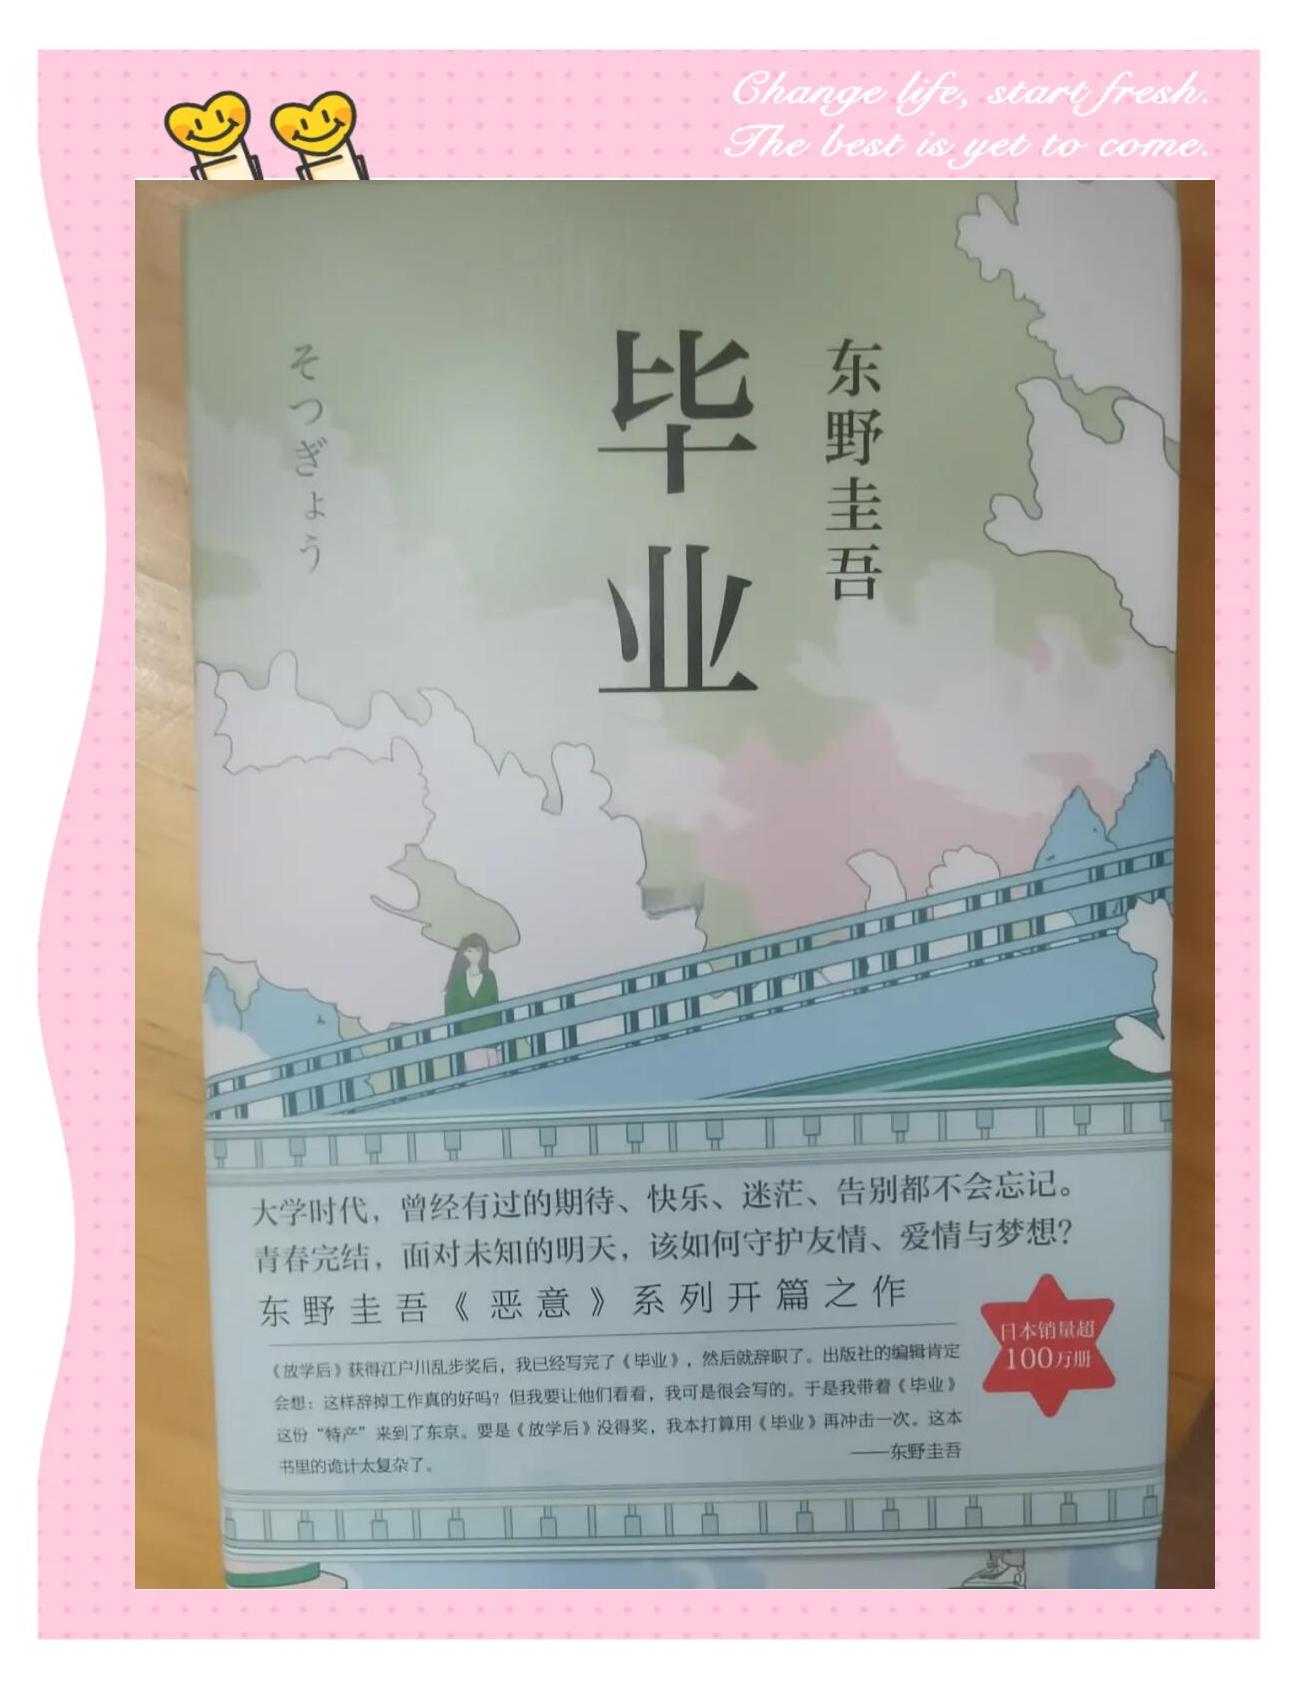 Change life, start fresh.
The best is yet to come.
东野圭吾
毕业
そつぎょう
大学时代，曾经有过的期待、快乐、迷茫、告别都不会忘记。
青春完结，面对未知的明天，该如何守护友情、爱情与梦想？
东野圭吾《恶意》系列开篇之作
日本销量超
100万册
《放学后》获得江户川乱步奖后，我已经写完了《毕业》，然后就辞职了。出版社的编辑肯定
会想：这样辞掉工作真的好吗？但我要让他们看看，我可是很会写的。于是我带着《毕业》
这份“特产”来到了东京。要是《放学后》没得奖，我本打算用《毕业》再冲击一次。这本
书里的诡计太复杂了。
——东野圭吾